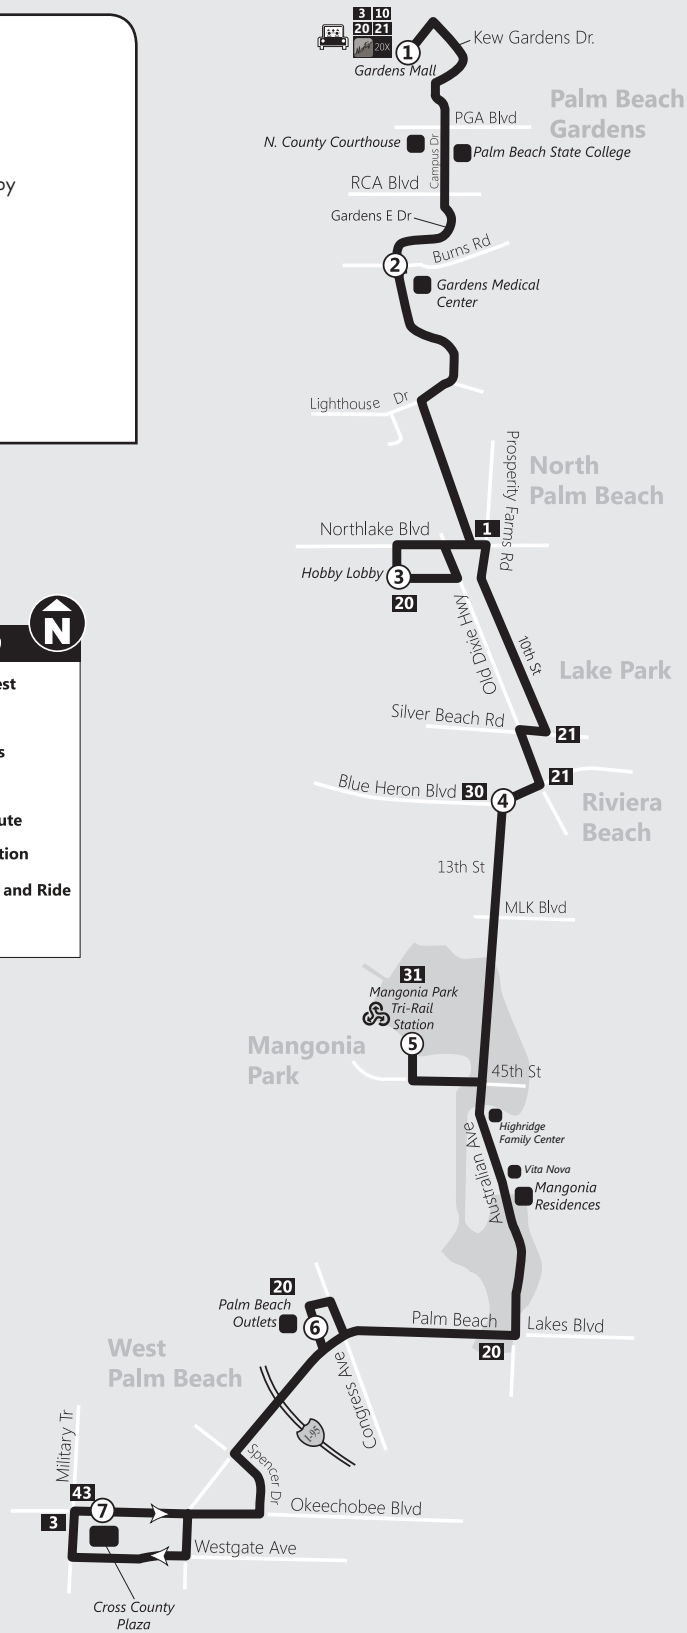 3 10
20 21
20X
1
Gardens Mall
Kew Gardens Dr.
Palm Beach
Gardens
PGA Blvd
N. County Courthouse
Campus Dr
Palm Beach State College
by
RCA Blvd
Gardens E Dr
2
Burns Rd
Gardens Medical
Center
Lighthouse Dr
Prosperity Farms Rd
North
Palm Beach
Northlake Blvd
1
Hobby Lobby
3
20
Old Dixie Hwy
10th St
N
est
s
ute
tion
and Ride
Lake Park
Silver Beach Rd
21
21
Blue Heron Blvd
30
4
Riviera
Beach
13th St
MLK Blvd
31
Mangonia Park
Tri-Rail
Station
5
Mangonia
Park
45th St
Highridge
Family Center
Australian Ave
Vita Nova
Mangonia
Residences
20
Palm Beach
Outlets
6
Palm Beach
Lakes Blvd
20
West
Palm Beach
Congress Ave
I-95
Military Tr
Spencer Dr
43
7
3
Okeechobee Blvd
Westgate Ave
Cross County
Plaza